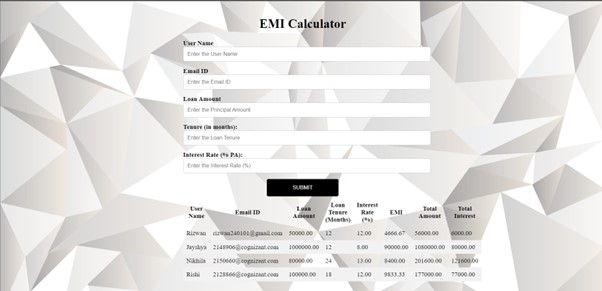 EMI Calculator
User Name
Enter the User Name
Email ID
Enter the Email ID
Loan Amount
Enter the Principal Amount
Tenure (in months):
Enter the Loan Tenure
Interest Rate (% PA):
Enter the Interest Rate (%)
SUBMIT
User Name Email ID Loan Amount Loan Tenure (Months) Interest Rate (%) EMI Total Amount Total Interest
Rizwan rizwan240101@gmail.com 50000.00 12 12.00 4666.67 56000.00 6000.00
Jayshya 2148906@cognizant.com 1000000.00 12 8.00 90000.00 1080000.00 80000.00
Nikhila 2150660@cognizant.com 80000.00 24 13.00 8400.00 201600.00 121600.00
Rishi 2128866@cognizant.com 100000.00 18 12.00 9833.33 177000.00 77000.00